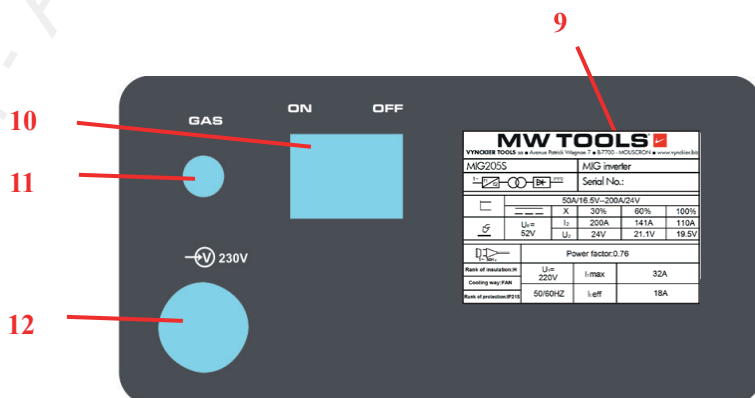 9
10
11
12
GAS
ON OFF
230V
MW TOOLS
VYNCKIER TOOLS sa ■ Avenue Patrick Wagnon 7 ■ B-7700 - MOUSCRON ■ www.vynckier.biz
MIG205S MIG inverter
Serial No.:
50A/16.5V--200A/24V
X 30% 60% 100%
U₀= 52V I₂ 200A 141A 110A
U₂ 24V 21.1V 19.5V
Power factor:0.76
Rank of insulation:H
Cooling way:FAN
Rank of protection:IP21S
U₁= 220V I₁max 32A
50/60HZ I₁eff 18A